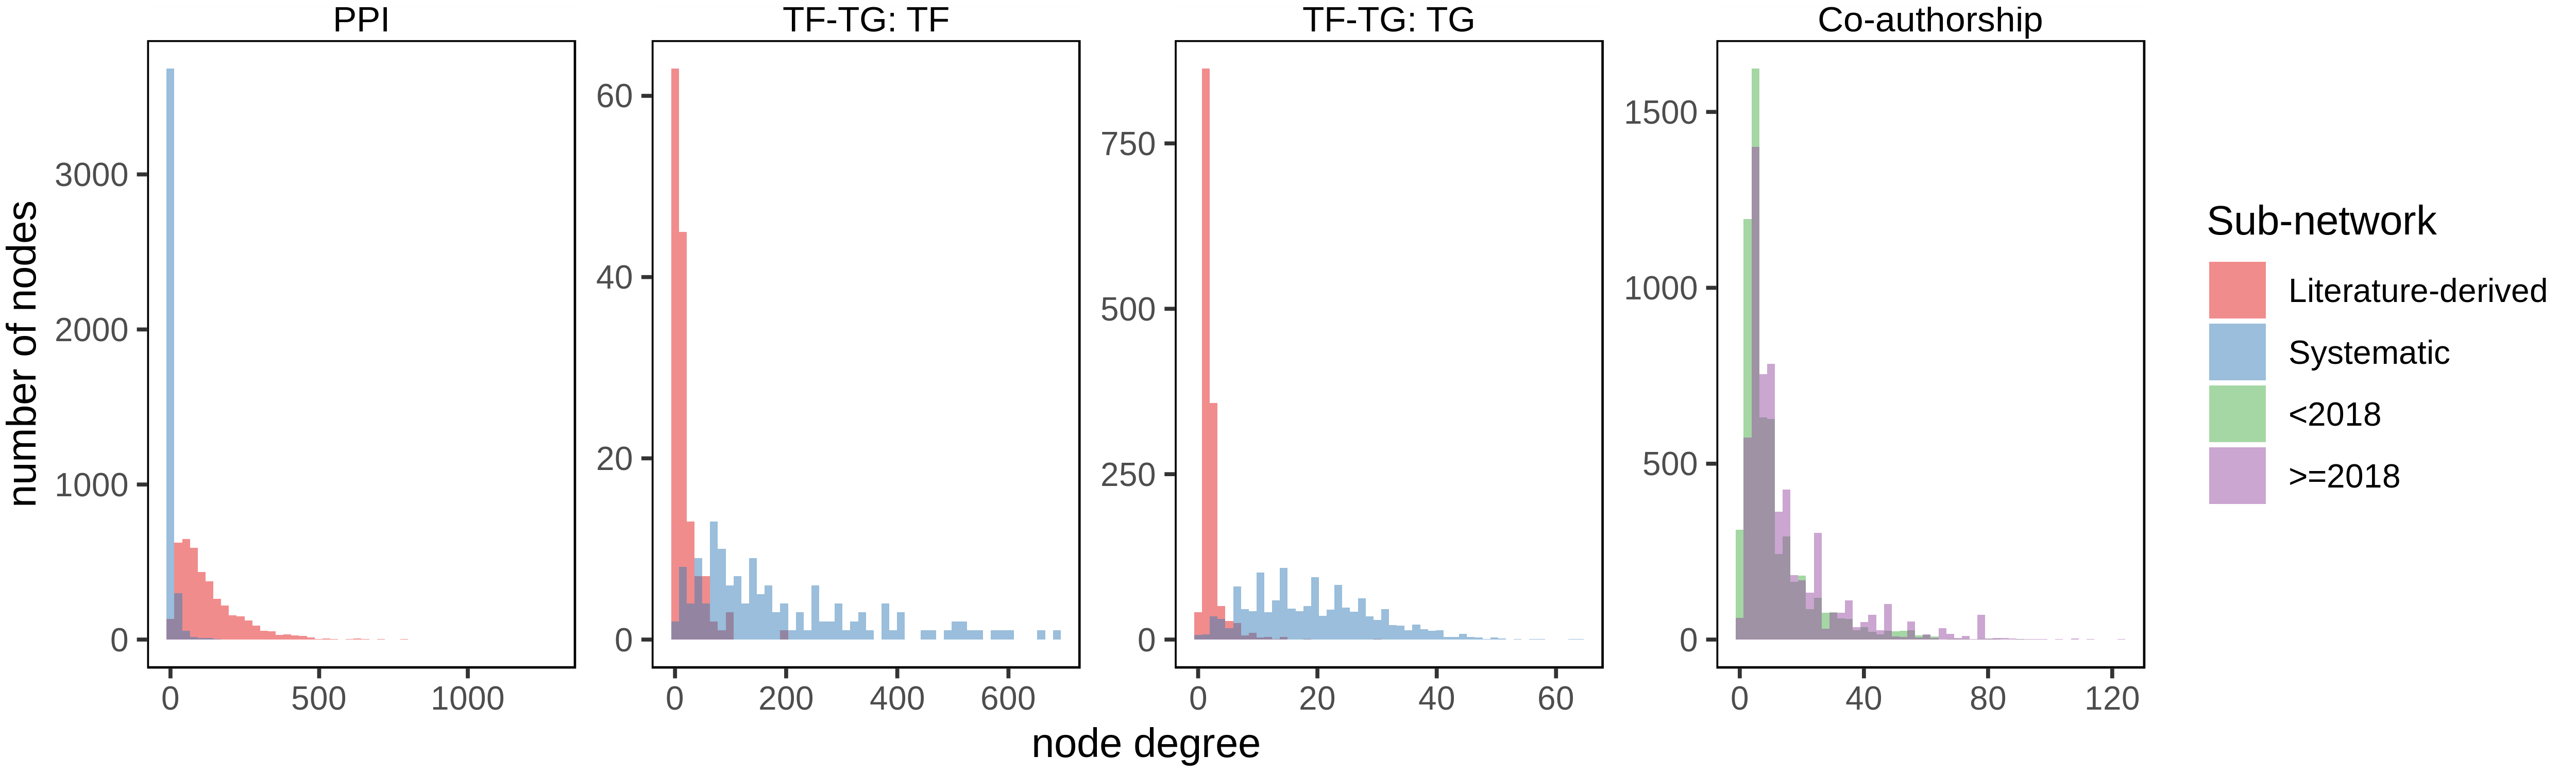 PPI
TF-TG: TF
TF-TG: TG
Co-authorship
number of nodes
3000
2000
1000
0
0 500 1000
60
40
20
0
0 200 400 600
750
500
250
0
0 20 40 60
1500
1000
500
0
0 40 80 120
node degree
Sub-network
Literature-derived
Systematic
<2018
>=2018